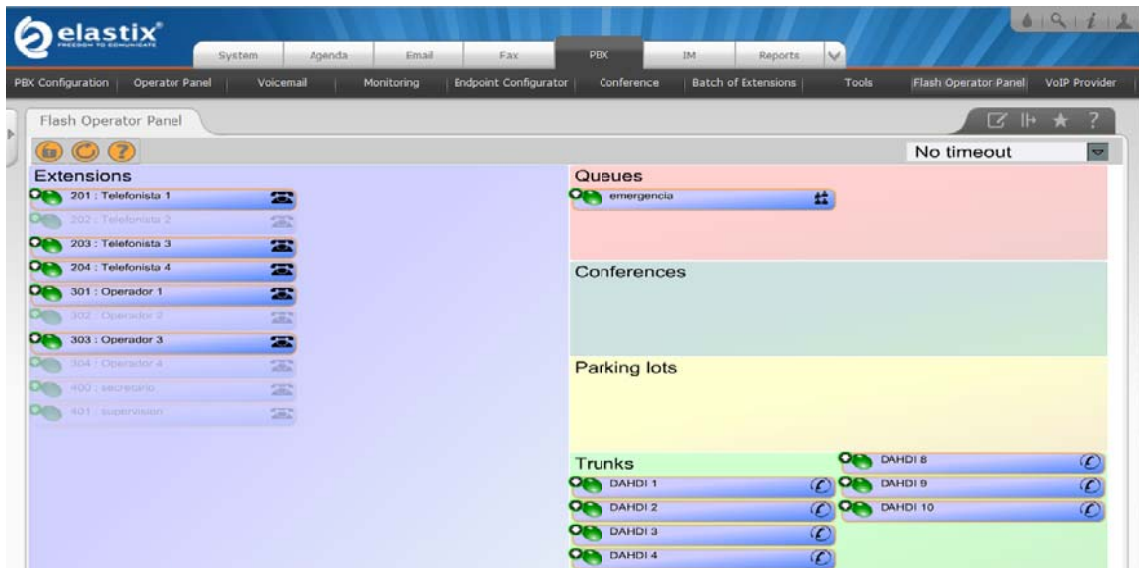 elastix®
FREEDOM TO COMMUNICATE
System Agenda Email Fax PBX IM Reports
PBX Configuration Operator Panel Voicemail Monitoring Endpoint Configurator Conference Batch of Extensions Tools Flash Operator Panel VoIP Provider
Flash Operator Panel
No timeout
Extensions
201 : Telefonista 1
202 : Telefonista 2
203 : Telefonista 3
204 : Telefonista 4
301 : Operador 1
302 : Operador 2
303 : Operador 3
304 : Operador 4
400 : secretario
401 : supervision
Queues
emergencia
Conferences
Parking lots
Trunks
DAHDI 1
DAHDI 2
DAHDI 3
DAHDI 4
DAHDI 8
DAHDI 9
DAHDI 10